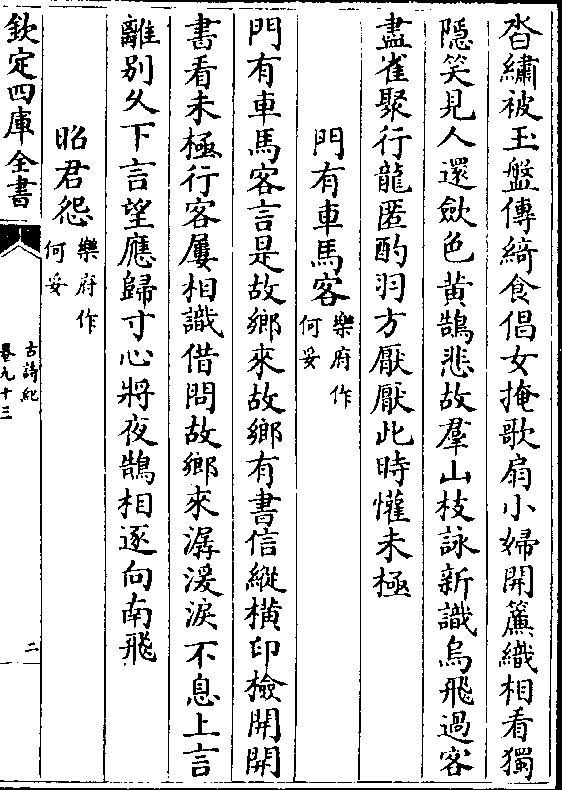 沓繡被玉盤傳綺食倡女掩歌扇小婦開簾織相看獨
隱笑見人還斂色黄鵠悲故羣山枝詠新識烏飛過客
盡雀聚行龍匿酌羽方厭厭此時懽未極
門有車馬客樂府作何妥
門有車馬客言是故鄉來故鄉有書信縱横印檢開開
書看未極行客屢相識借問故鄉來潺湲淚不息上言
離別久下言望應歸寸心將夜鵲相逐向南飛
昭君怨樂府作何妥
欽定四庫全書
古詩紀
卷九十三
二